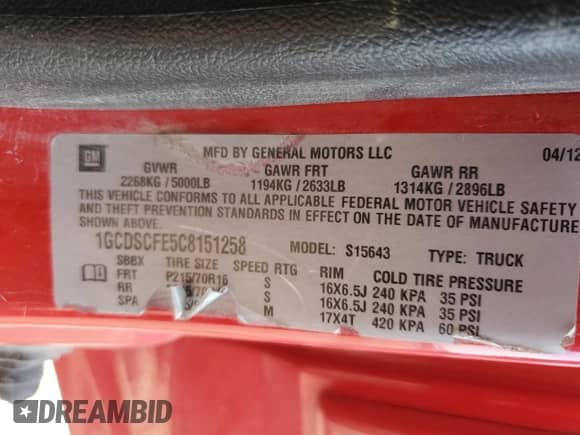 GM
MFD BY GENERAL MOTORS LLC 04/12
GVWR GAWR FRT GAWR RR
2268KG / 5000LB 1194KG / 2633LB 1314KG / 2896LB
THIS VEHICLE CONFORMS TO ALL APPLICABLE FEDERAL MOTOR VEHICLE SAFETY
AND THEFT PREVENTION STANDARDS IN EFFECT ON THE DATE OF MANUFACTURE
SHOWN ABOVE.
1GCDSCFE5C8151258 MODEL: S15643 TYPE: TRUCK
SBBX TIRE SIZE SPEED RTG RIM COLD TIRE PRESSURE
FRT P215/70R16 S 16X6.5J 240 KPA 35 PSI
RR S 16X6.5J 240 KPA 35 PSI
SPA M 17X4T 420 KPA 60 PSI
DREAMBID